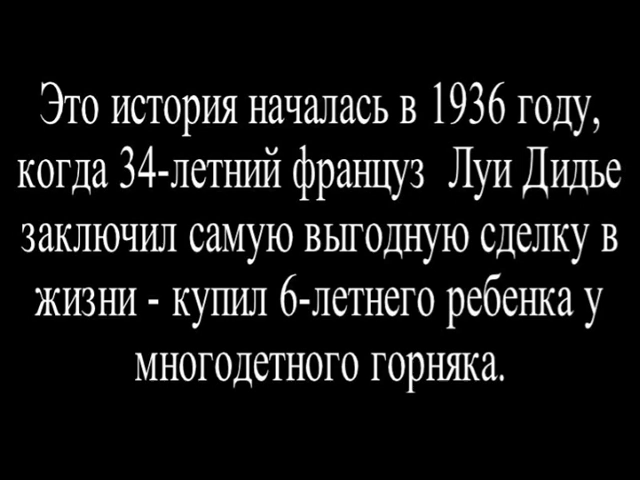 Это история началась в 1936 году,
когда 34-летний француз Луи Дидье
заключил самую выгодную сделку в
жизни - купил 6-летнего ребенка у
многодетного горняка.